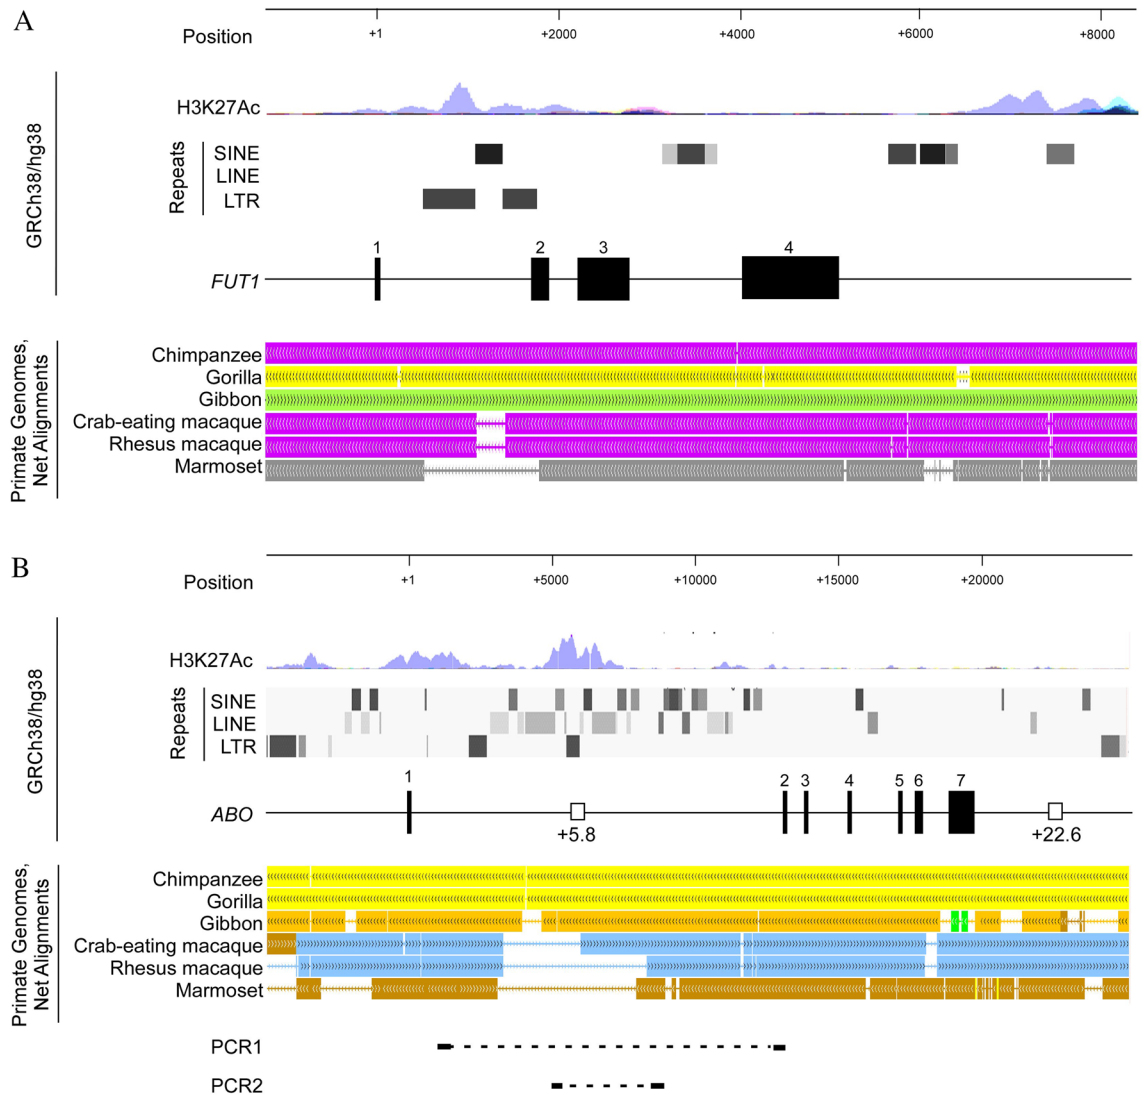 A
Position
+1 +2000 +4000 +6000 +8000
GRCh38/hg38
H3K27Ac
Repeats
SINE
LINE
LTR
1 2 3 4
FUT1
Primate Genomes,
Net Alignments
Chimpanzee
Gorilla
Gibbon
Crab-eating macaque
Rhesus macaque
Marmoset
B
Position
+1 +5000 +10000 +15000 +20000
GRCh38/hg38
H3K27Ac
Repeats
SINE
LINE
LTR
1 2 3 4 5 6 7
ABO
+5.8 +22.6
Primate Genomes,
Net Alignments
Chimpanzee
Gorilla
Gibbon
Crab-eating macaque
Rhesus macaque
Marmoset
PCR1
PCR2